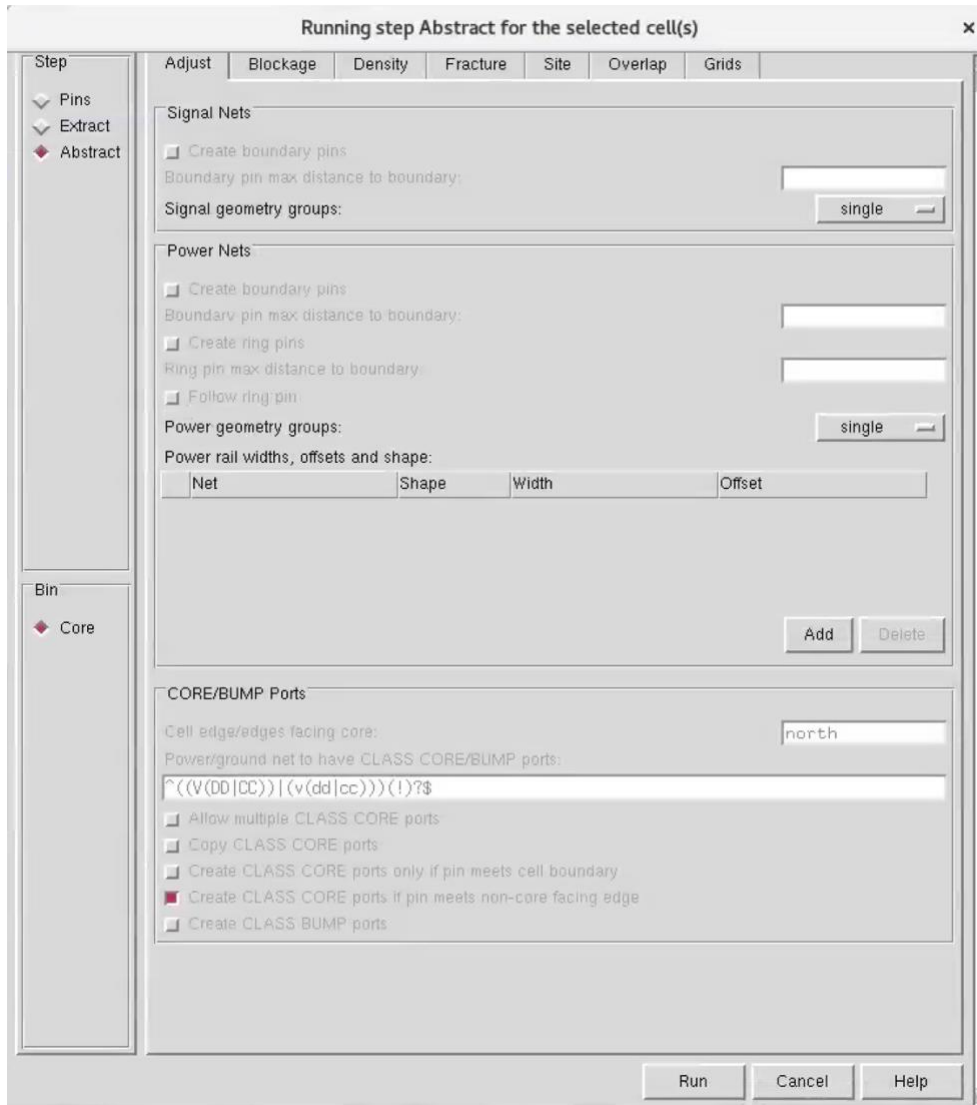 Running step Abstract for the selected cell(s)
Step
Pins
Extract
Abstract
Bin
Core
Adjust Blockage Density Fracture Site Overlap Grids
Signal Nets
Create boundary pins
Boundary pin max distance to boundary:
Signal geometry groups: single
Power Nets
Create boundary pins
Boundary pin max distance to boundary:
Create ring pins
Ring pin max distance to boundary:
Follow ring pin
Power geometry groups: single
Power rail widths, offsets and shape:
Net Shape Width Offset
Add Delete
CORE/BUMP Ports
Cell edge/edges facing core: north
Power/ground net to have CLASS CORE/BUMP ports:
^((V(DD|CC))|(v(dd|cc)))(!)?$
Allow multiple CLASS CORE ports
Copy CLASS CORE ports
Create CLASS CORE ports only if pin meets cell boundary
Create CLASS CORE ports if pin meets non-core facing edge
Create CLASS BUMP ports
Run Cancel Help